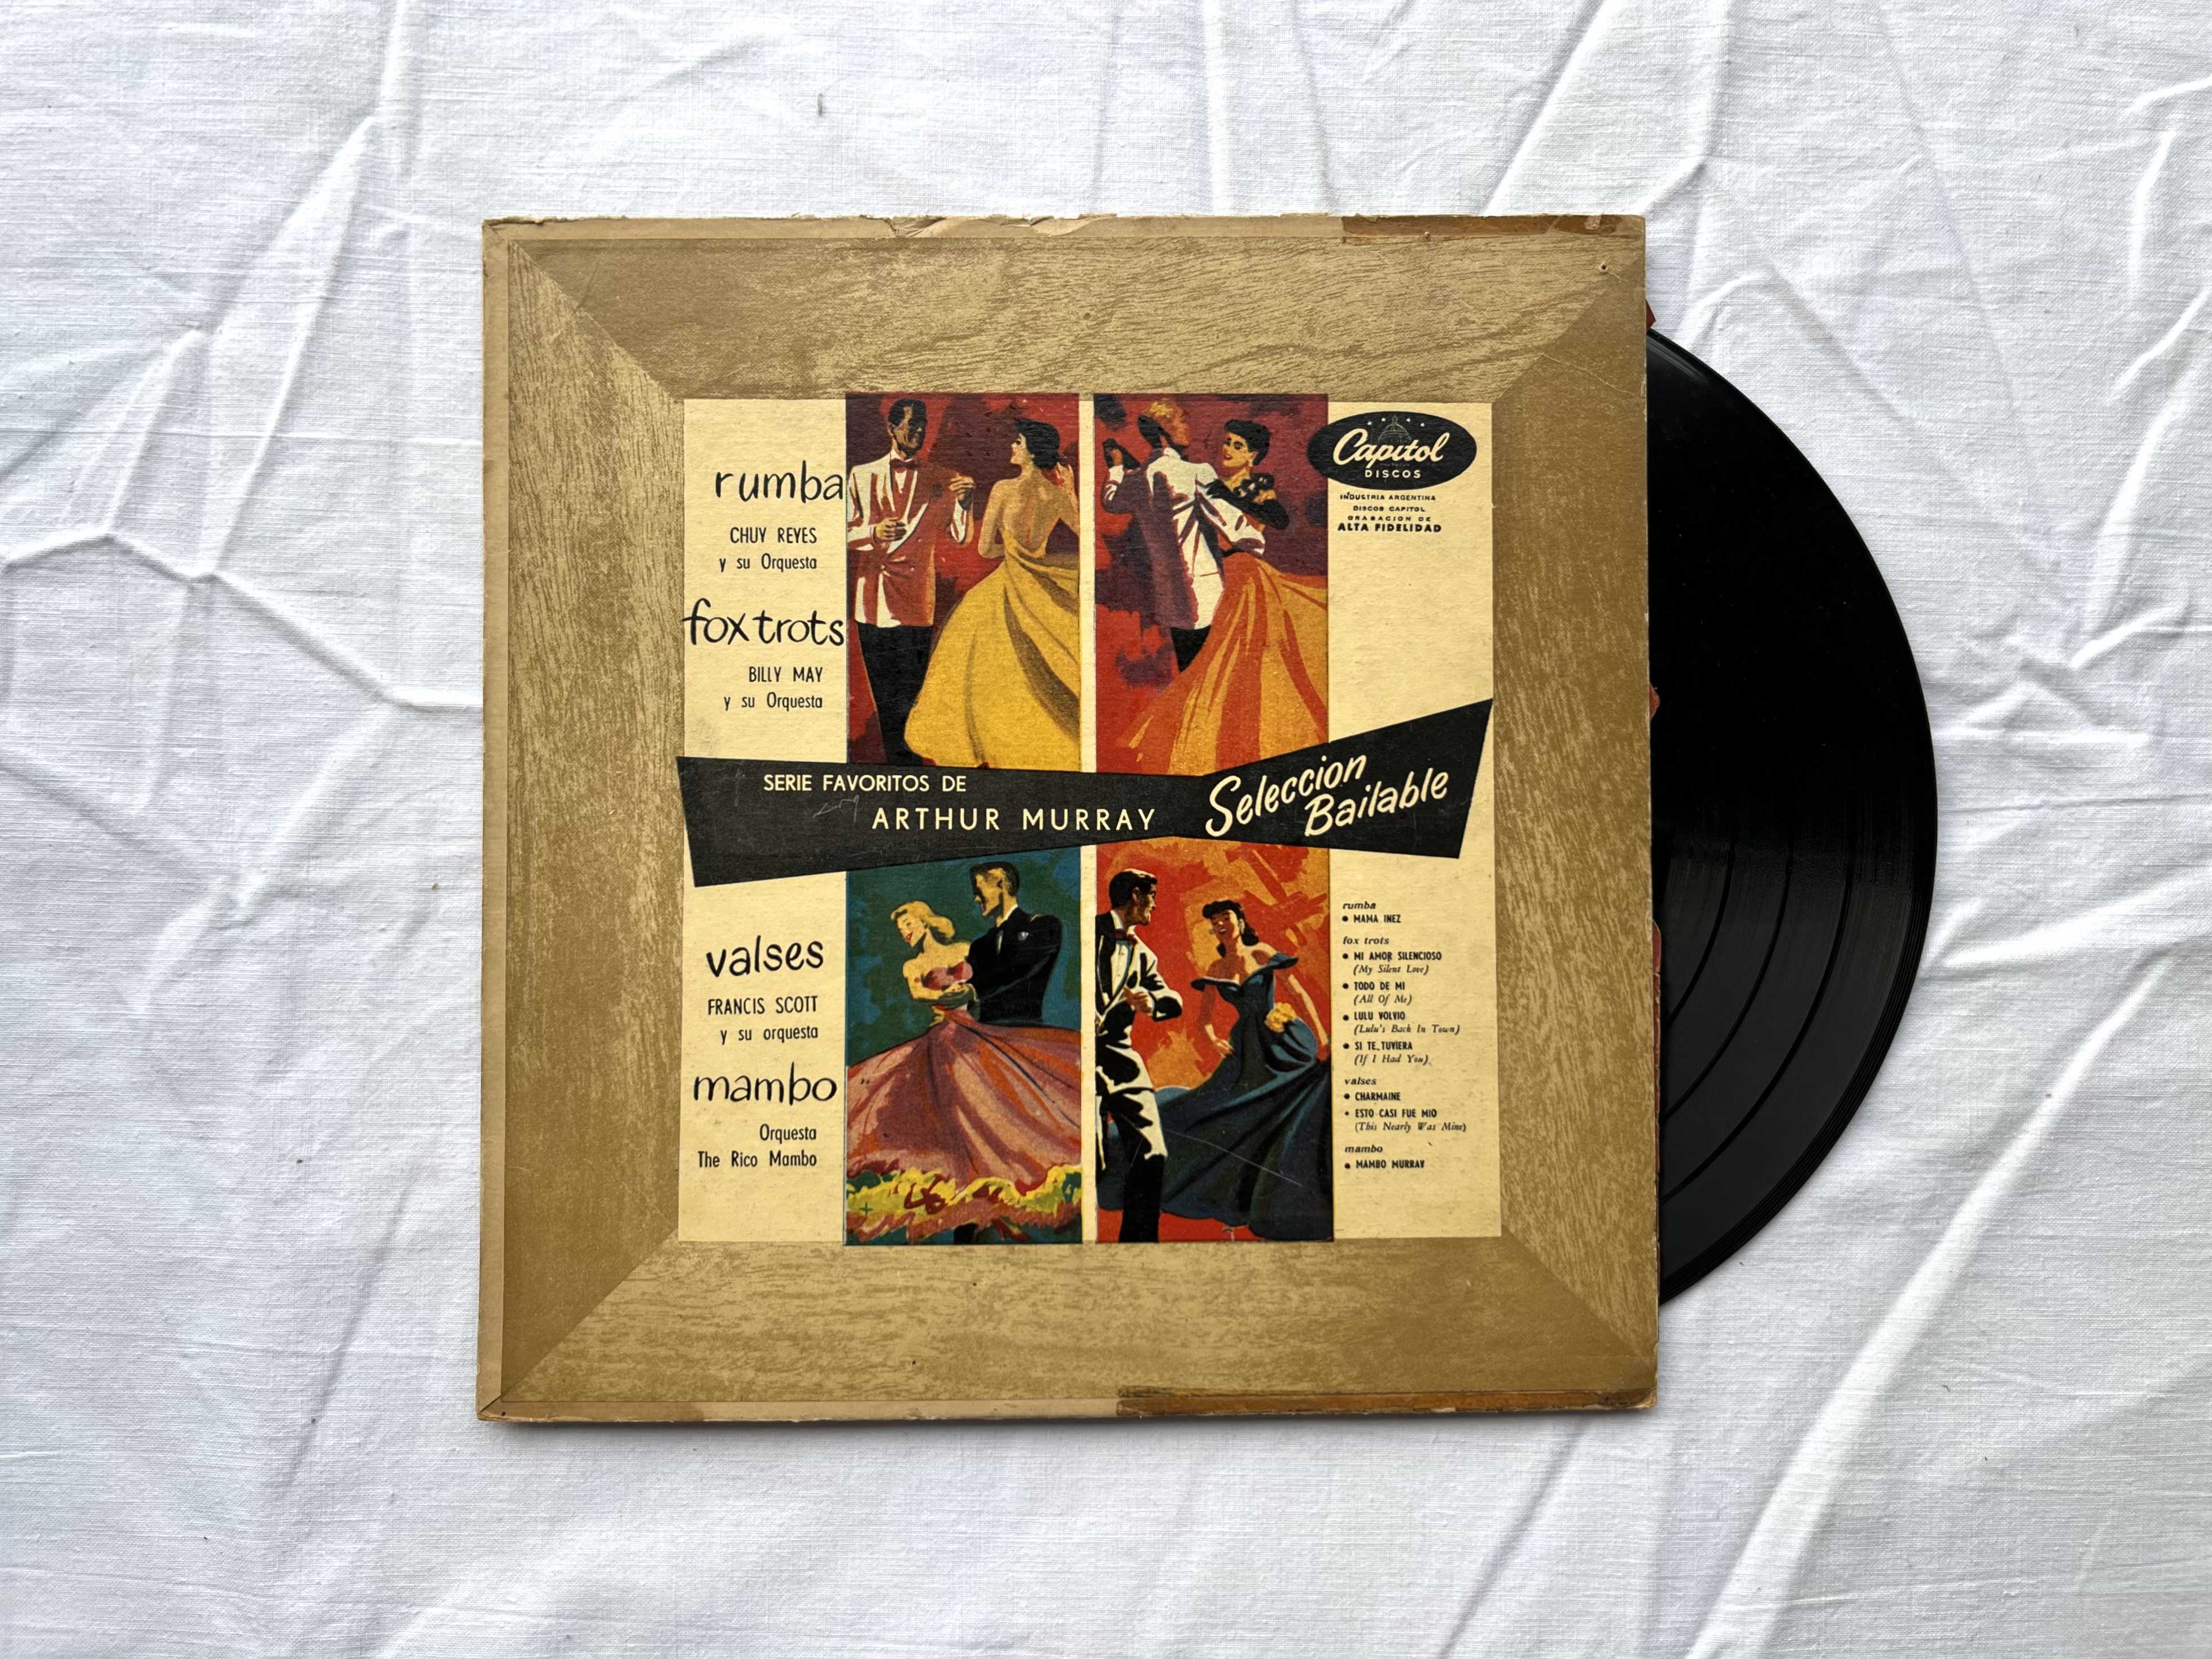 rumba
CHUY REYES
y su Orquesta
fox trots
BILLY MAY
y su Orquesta
Capitol
DISCOS
INDUSTRIA ARGENTINA
DISCOS CAPITOL
GRABACION DE
ALTA FIDELIDAD
SERIE FAVORITOS DE
ARTHUR MURRAY
Seleccion
Bailable
valses
FRANCIS SCOTT
y su orquesta
mambo
Orquesta
The Rico Mambo
rumba
• MAMA INEZ
fox trots
• MI AMOR SILENCIOSO
(My Silent Love)
• TODO DE MI
(All Of Me)
• LULU VOLVIO
(Lulu's Back In Town)
• SI TE TUVIERA
(If I Had You)
valses
• CHARMAINE
• ESTO CASI FUE MIO
(This Nearly Was Mine)
mambo
• MAMBO MURRAY